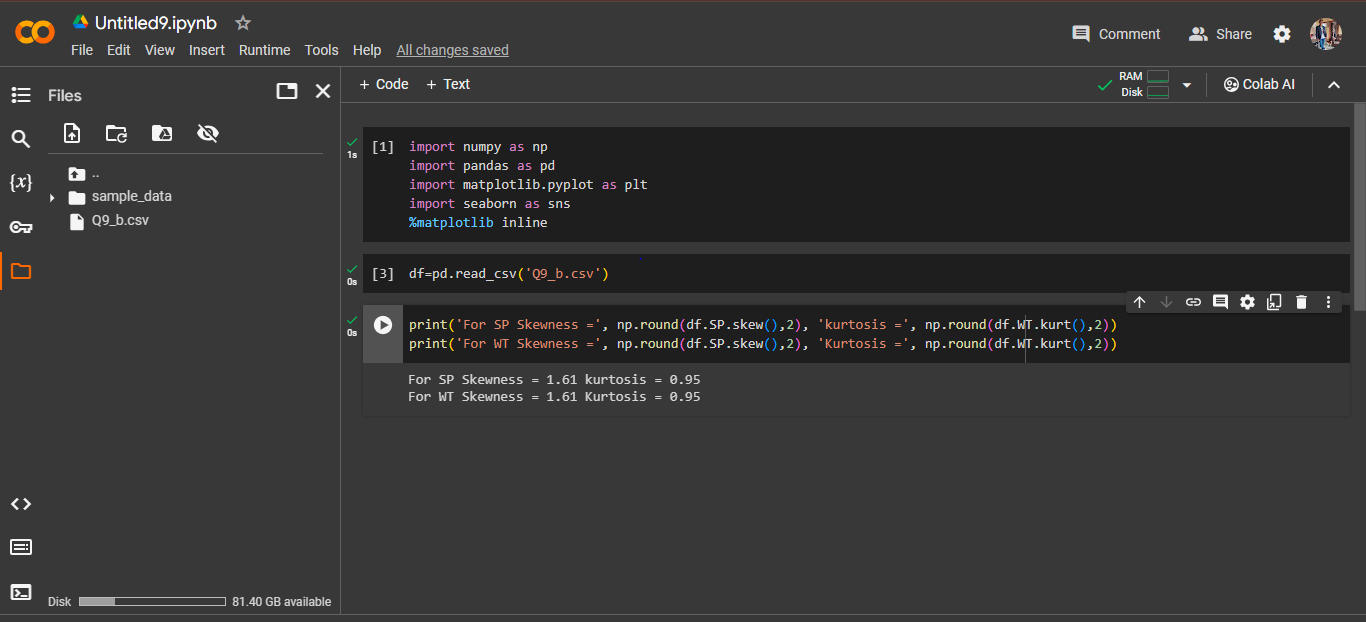 Untitled9.ipynb
File Edit View Insert Runtime Tools Help All changes saved
Comment Share
Files
+ Code + Text
RAM
Disk
Colab AI
{x}
..
sample_data
Q9_b.csv
1s
[1] import numpy as np
import pandas as pd
import matplotlib.pyplot as plt
import seaborn as sns
%matplotlib inline
0s
[3] df=pd.read_csv('Q9_b.csv')
0s
print('For SP Skewness =', np.round(df.SP.skew(),2), 'kurtosis =', np.round(df.WT.kurt(),2))
print('For WT Skewness =', np.round(df.SP.skew(),2), 'Kurtosis =', np.round(df.WT.kurt(),2))
For SP Skewness = 1.61 kurtosis = 0.95
For WT Skewness = 1.61 Kurtosis = 0.95
Disk 81.40 GB available